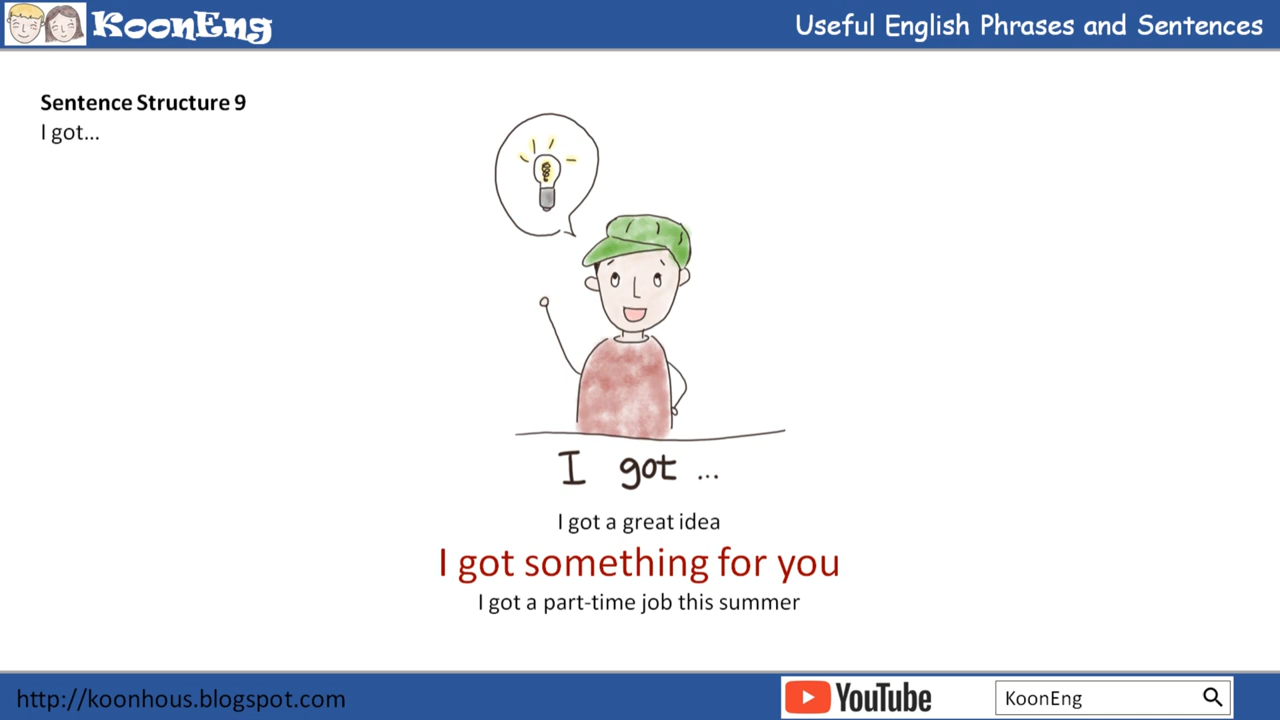 KoonEng
Useful English Phrases and Sentences
Sentence Structure 9
I got...
I got ...
I got a great idea
I got something for you
I got a part-time job this summer
http://koonhous.blogspot.com
YouTube
KoonEng